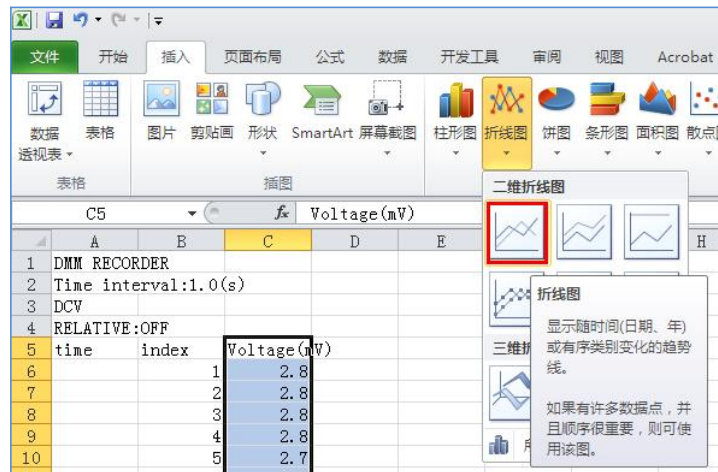 文件 开始 插入 页面布局 公式 数据 开发工具 审阅 视图 Acrobat
数据透视表 表格 图片 剪贴画 形状 SmartArt 屏幕截图 柱形图 折线图 饼图 条形图 面积图
表格 插图
二维折线图
C5 fx Voltage(mV)
A B C D E H
1 DMM RECORDER
2 Time interval:1.0(s)
3 DCV
4 RELATIVE:OFF
5 time index Voltage(mV)
6 1 2.8
7 2 2.8
8 3 2.8
9 4 2.8
10 5 2.7
折线图
显示随时间(日期、年)
或有序类别变化的趋势
线。
如果有许多数据点，并
且顺序很重要，则可使
用该图。